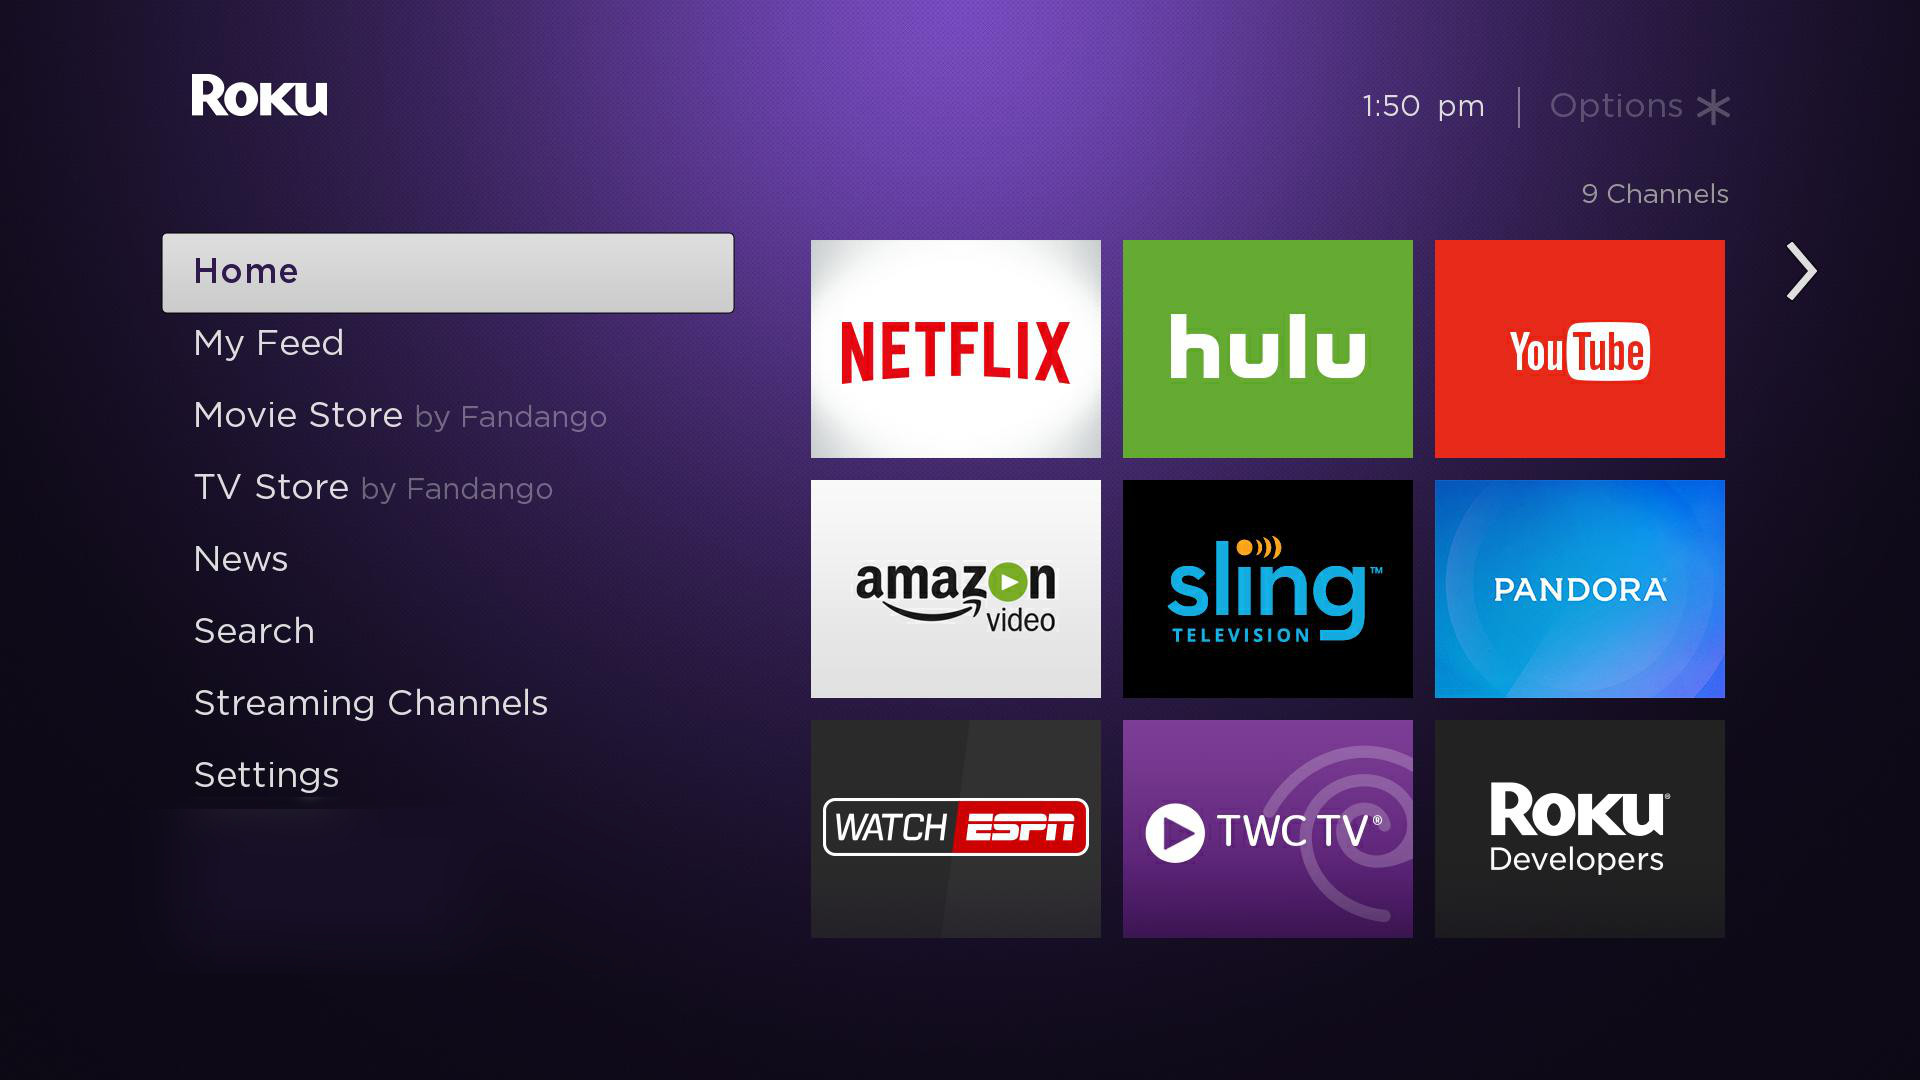 ROKU
1:50 pm
Options
9 Channels
Home
My Feed
Movie Store by Fandango
TV Store by Fandango
News
Search
Streaming Channels
Settings
NETFLIX
hulu
YouTube
amazon
video
sling™
TELEVISION
PANDORA®
WATCH ESPN
TWC TV®
ROKU®
Developers